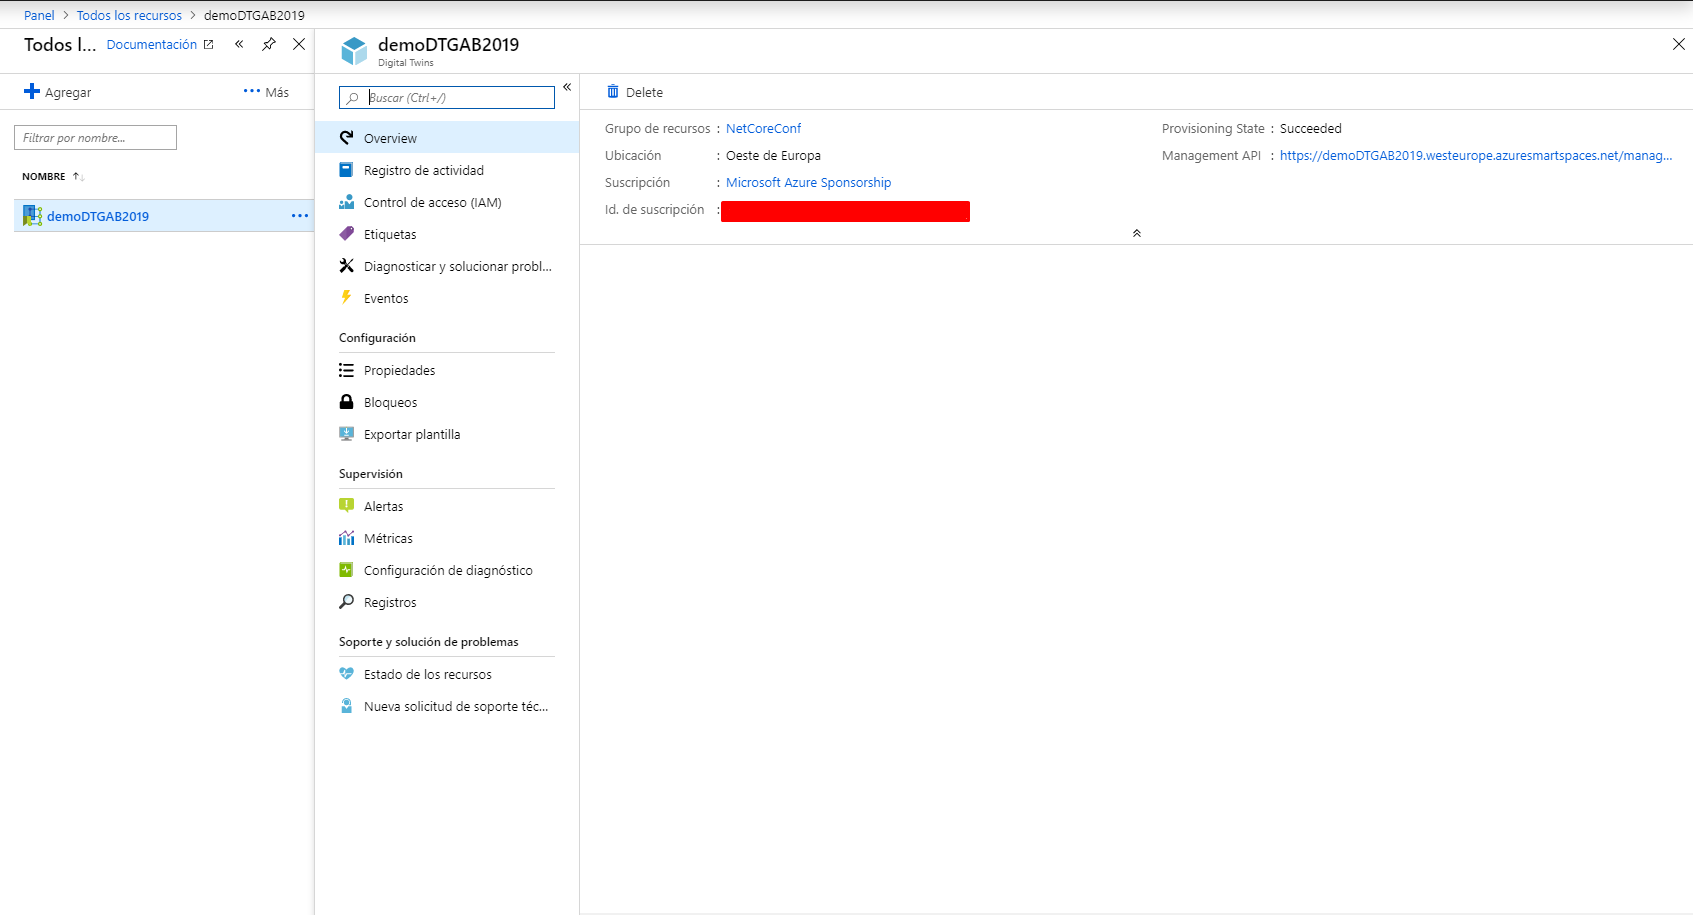 Panel > Todos los recursos > demoDTGAB2019
Todos l... Documentación
Agregar
Más
Filtrar por nombre...
NOMBRE
demoDTGAB2019
demoDTGAB2019
Digital Twins
Buscar (Ctrl+/)
Overview
Registro de actividad
Control de acceso (IAM)
Etiquetas
Diagnosticar y solucionar probl...
Eventos
Configuración
Propiedades
Bloqueos
Exportar plantilla
Supervisión
Alertas
Métricas
Configuración de diagnóstico
Registros
Soporte y solución de problemas
Estado de los recursos
Nueva solicitud de soporte téc...
Delete
Grupo de recursos : NetCoreConf
Ubicación : Oeste de Europa
Suscripción : Microsoft Azure Sponsorship
Id. de suscripción :
Provisioning State : Succeeded
Management API : https://demoDTGAB2019.westeurope.azuresmartspaces.net/manag...